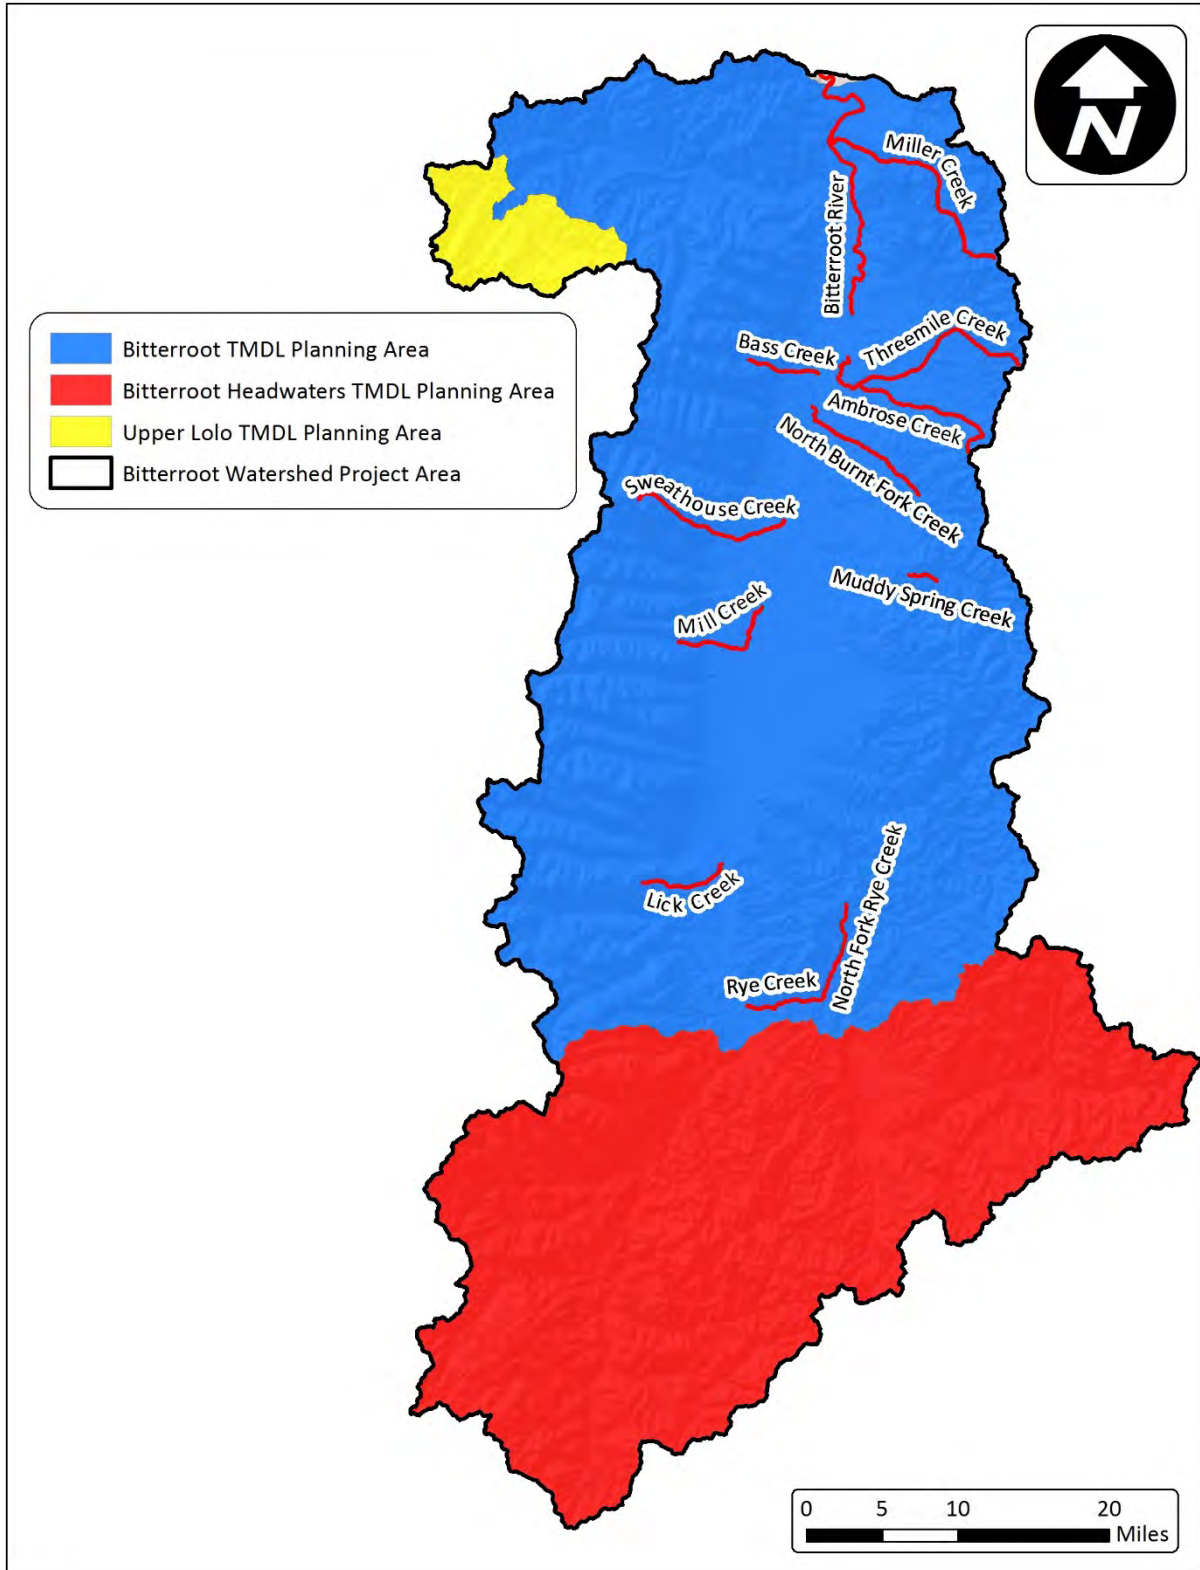 N
Miller Creek
Bitterroot River
Bitterroot TMDL Planning Area
Bitterroot Headwaters TMDL Planning Area
Upper Lolo TMDL Planning Area
Bitterroot Watershed Project Area
Threemile Creek
Bass Creek
Ambrose Creek
North Burnt Fork Creek
Sweathouse Creek
Muddy Spring Creek
Mill Creek
Lick Creek
North Fork Rye Creek
Rye Creek
0 5 10 20
Miles